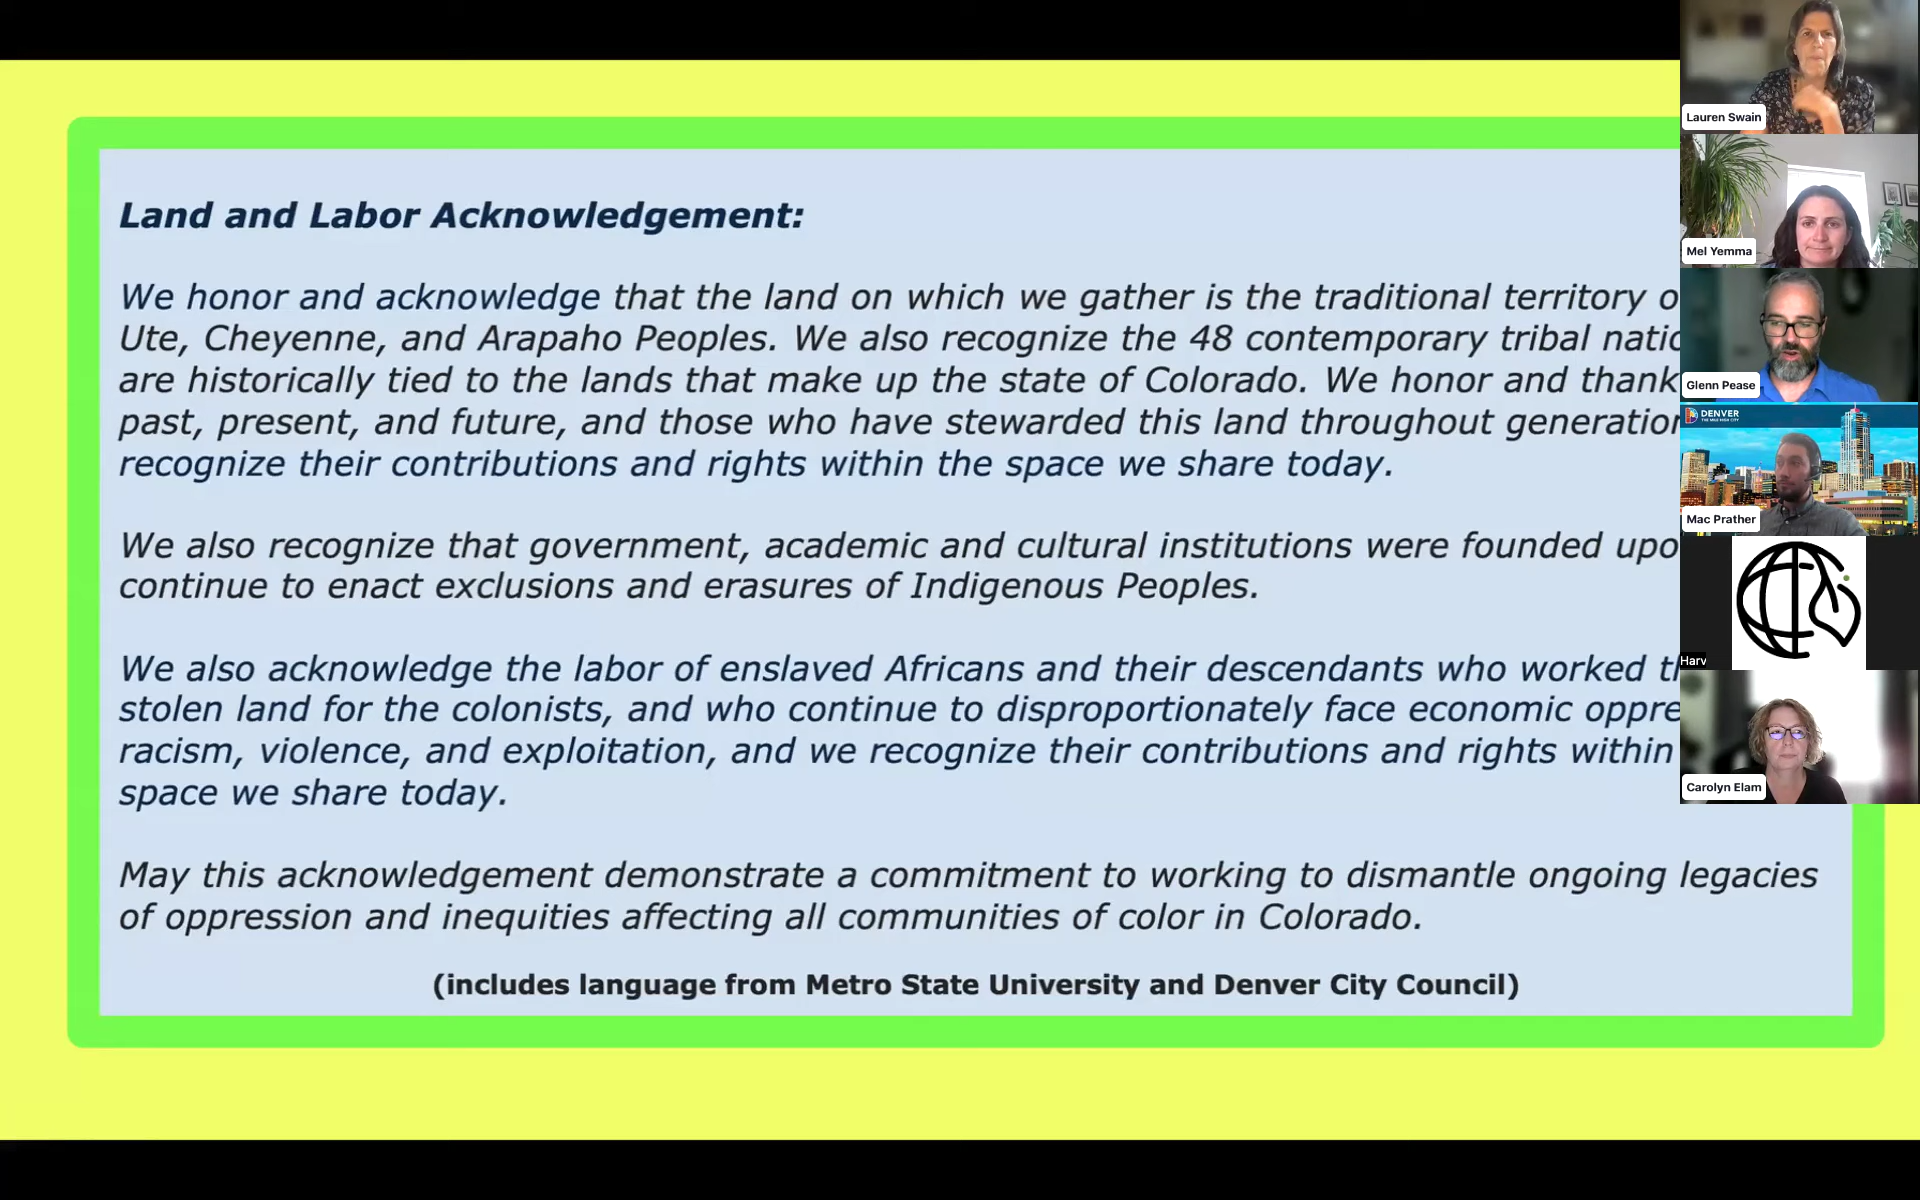 Land and Labor Acknowledgement:
We honor and acknowledge that the land on which we gather is the traditional territory
Ute, Cheyenne, and Arapaho Peoples. We also recognize the 48 contemporary tribal
are historically tied to the lands that make up the state of Colorado. We honor and thank
past, present, and future, and those who have stewarded this land throughout
recognize their contributions and rights within the space we share today.
We also recognize that government, academic and cultural institutions were founded
continue to enact exclusions and erasures of Indigenous Peoples.
We also acknowledge the labor of enslaved Africans and their descendants who worked
stolen land for the colonists, and who continue to disproportionately face economic
racism, violence, and exploitation, and we recognize their contributions and rights within
space we share today.
May this acknowledgement demonstrate a commitment to working to dismantle ongoing legacies
of oppression and inequities affecting all communities of color in Colorado.
(includes language from Metro State University and Denver City Council)
Lauren Swain
Mel Yemma
Glenn Pease
DENVER
THE MILE HIGH CITY
Mac Prather
Harv
Carolyn Elam